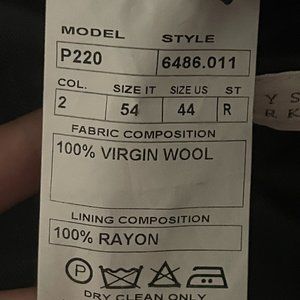 MODEL STYLE
P220 6486.011
COL. SIZE IT SIZE US ST
2 54 44 R
FABRIC COMPOSITION
100% VIRGIN WOOL
LINING COMPOSITION
100% RAYON
P
DRY CLEAN ONLY